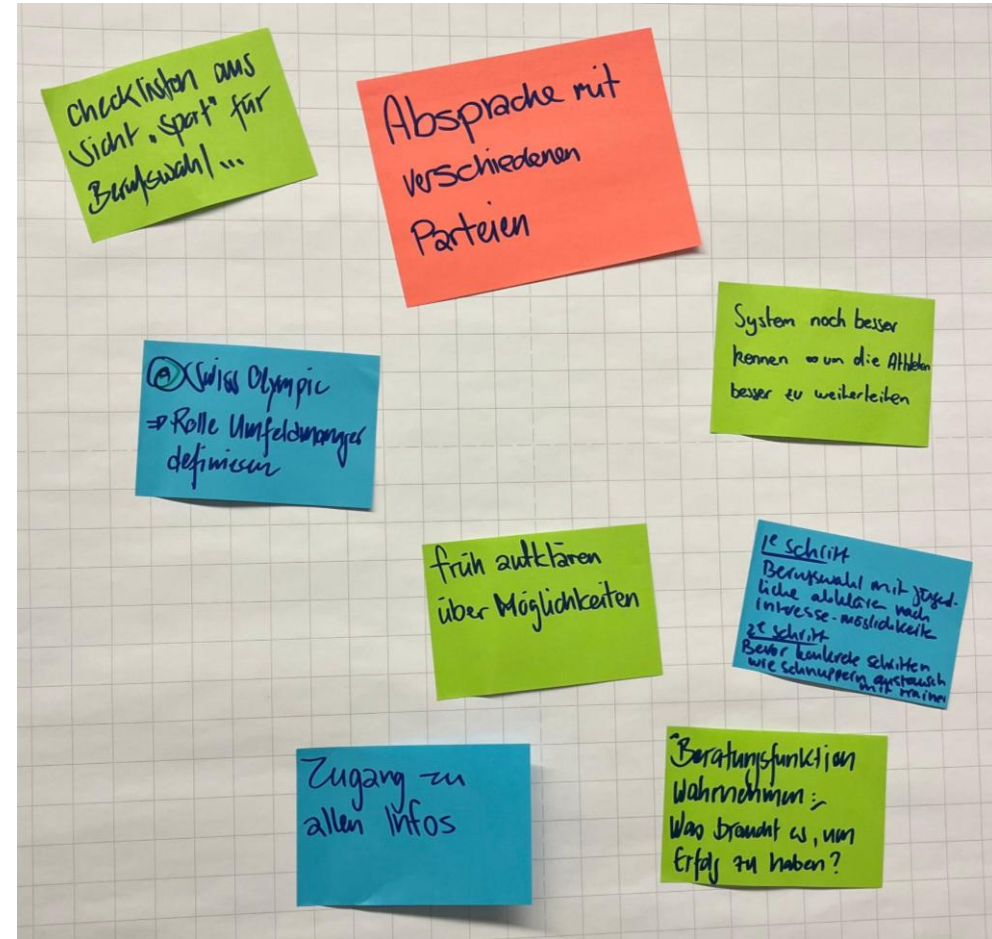 Checklisten aus
Sicht „Sport" für
Berufswahl...
Absprache mit
verschiedenen
Parteien
System noch besser
kennen ∞ um die Athleten
besser zu weiterleiten
(A) Swiss Olympic
⇒ Rolle Umfeldmanager
definieren
früh aufklären
über Möglichkeiten
1e schritt
Berufswahl mit jugend-
liche abklären nach
interesse-möglichkeite
2e schritt
Bevor konkrete schritten
wie schnuppern austausch
mit trainer
Zugang zu
allen Infos
Beratungsfunktion
Wahrnehmen:
Was braucht es, um
Erfolg zu haben?